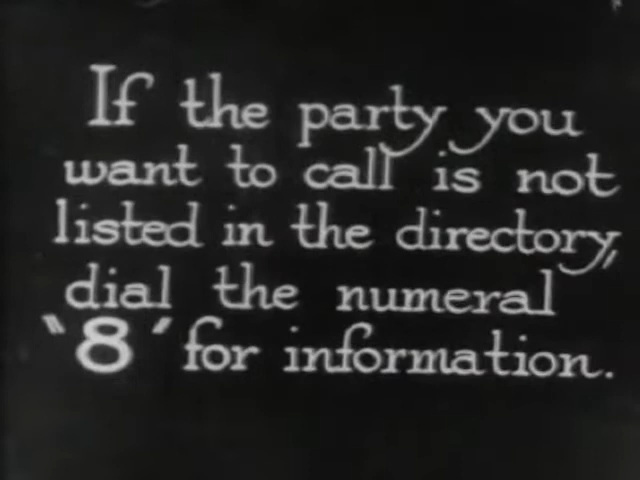 If the party you
want to call is not
listed in the directory,
dial the numeral
"8" for information.